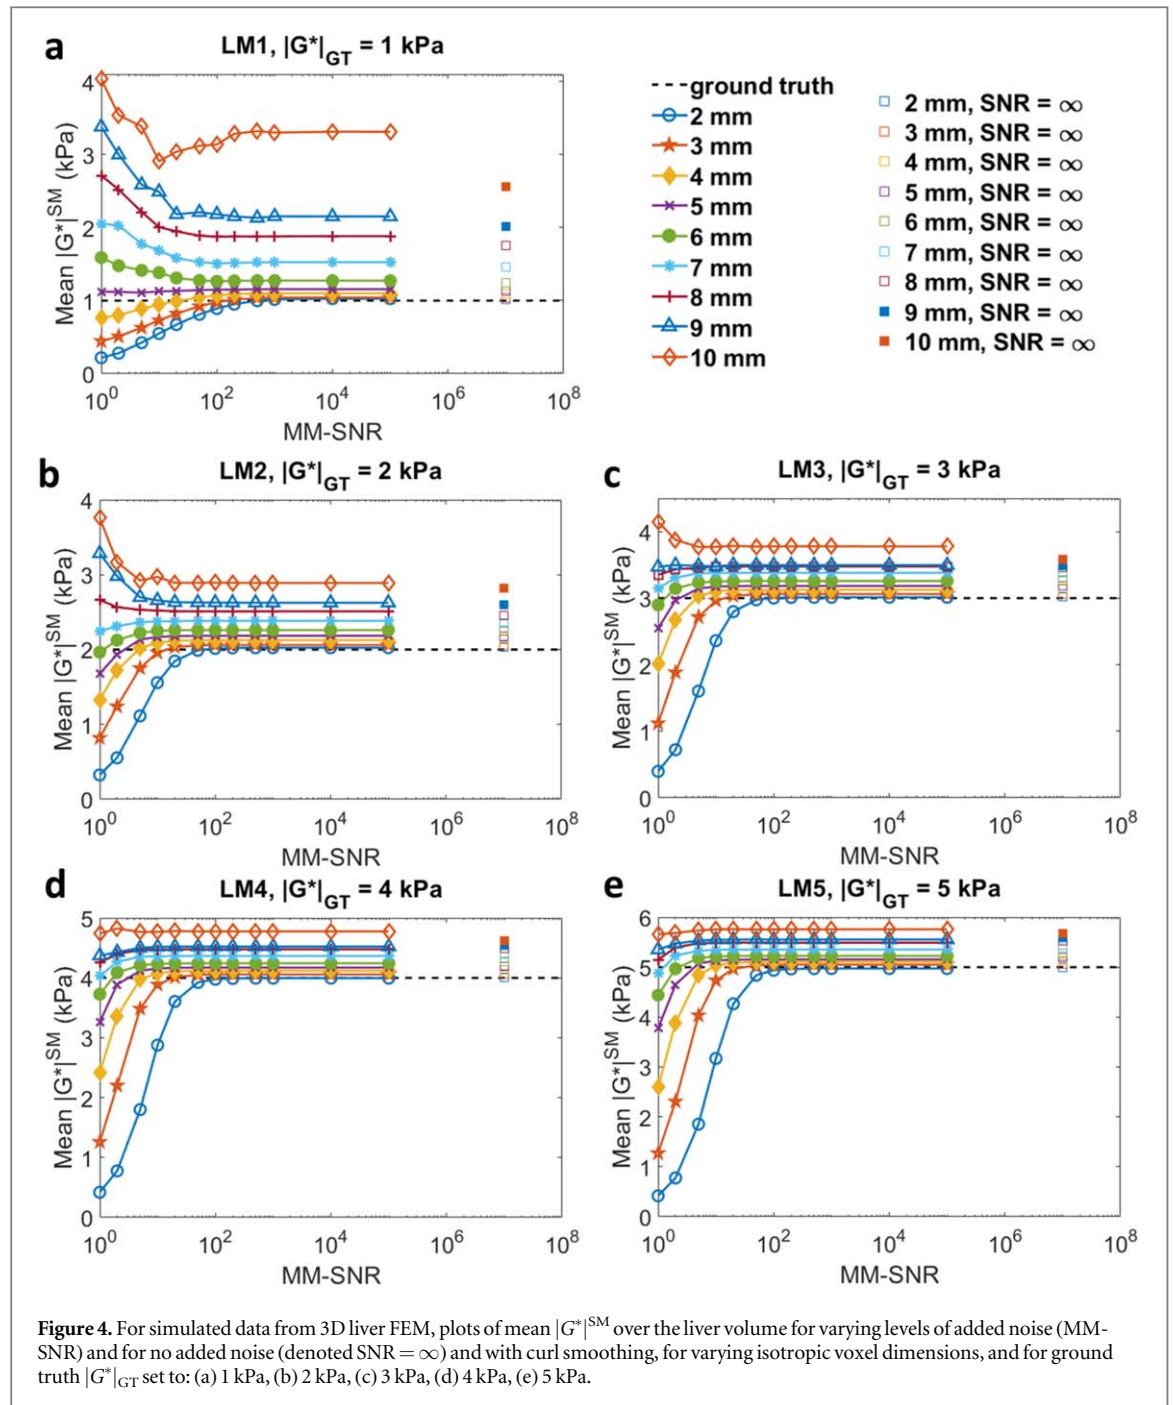 a
LM1, |G*|GT = 1 kPa
Mean |G*|SM (kPa)
4
3
2
1
0
10^0 10^2 10^4 10^6 10^8
MM-SNR
ground truth
2 mm
3 mm
4 mm
5 mm
6 mm
7 mm
8 mm
9 mm
10 mm
2 mm, SNR = ∞
3 mm, SNR = ∞
4 mm, SNR = ∞
5 mm, SNR = ∞
6 mm, SNR = ∞
7 mm, SNR = ∞
8 mm, SNR = ∞
9 mm, SNR = ∞
10 mm, SNR = ∞
b
LM2, |G*|GT = 2 kPa
Mean |G*|SM (kPa)
4
3
2
1
0
10^0 10^2 10^4 10^6 10^8
MM-SNR
c
LM3, |G*|GT = 3 kPa
Mean |G*|SM (kPa)
4
3
2
1
0
10^0 10^2 10^4 10^6 10^8
MM-SNR
d
LM4, |G*|GT = 4 kPa
Mean |G*|SM (kPa)
5
4
3
2
1
0
10^0 10^2 10^4 10^6 10^8
MM-SNR
e
LM5, |G*|GT = 5 kPa
Mean |G*|SM (kPa)
6
5
4
3
2
1
0
10^0 10^2 10^4 10^6 10^8
MM-SNR
Figure 4. For simulated data from 3D liver FEM, plots of mean |G*|SM over the liver volume for varying levels of added noise (MM-
SNR) and for no added noise (denoted SNR = ∞) and with curl smoothing, for varying isotropic voxel dimensions, and for ground
truth |G*|GT set to: (a) 1 kPa, (b) 2 kPa, (c) 3 kPa, (d) 4 kPa, (e) 5 kPa.